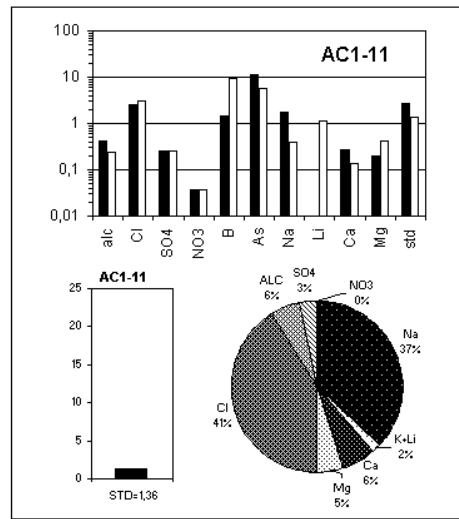 AC1-11
100
10
1
0,1
0,01
alc
Cl
SO4
NO3
B
As
Na
Li
Ca
Mg
std
AC1-11
25
20
15
10
5
0
STD=1,36
ALC
6%
SO4
3%
NO3
0%
Na
37%
K+Li
2%
Ca
6%
Mg
5%
Cl
41%